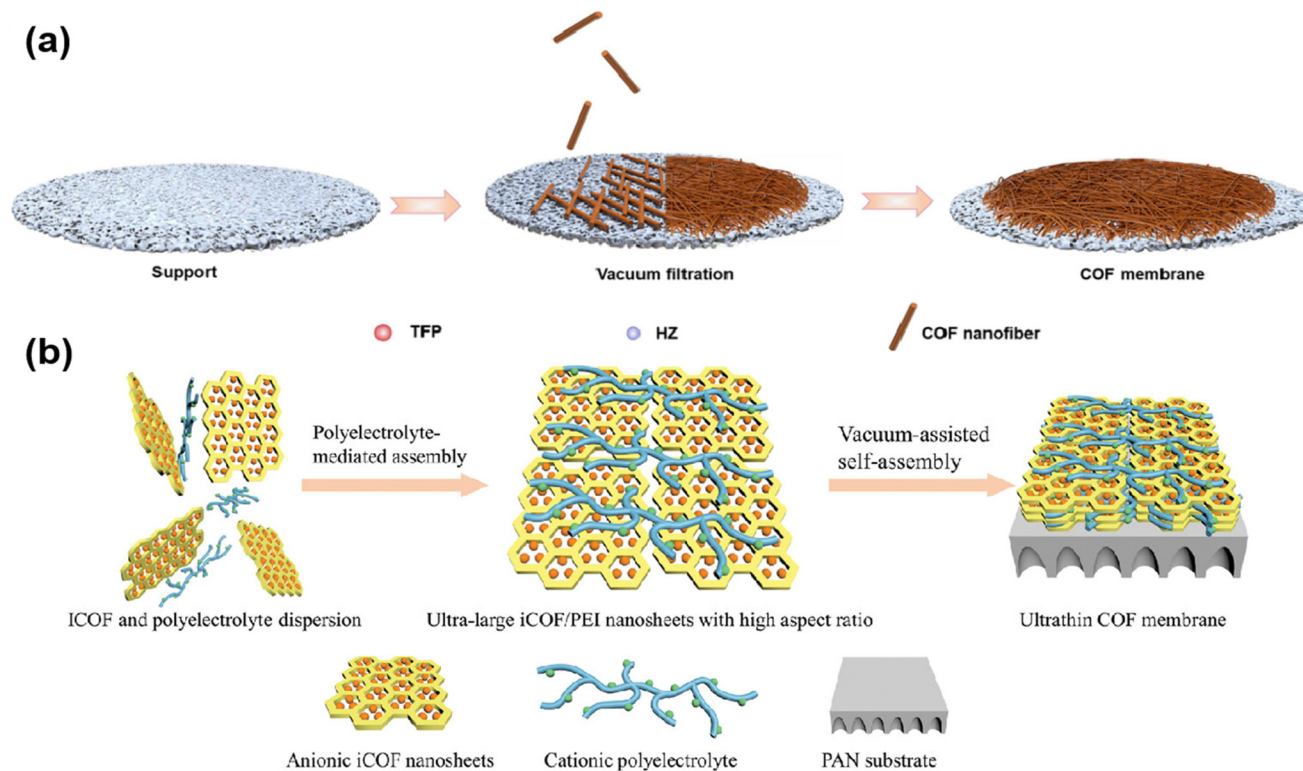 (a)
Support
Vacuum filtration
COF membrane
TFP
HZ
COF nanofiber
(b)
Polyelectrolyte-
mediated assembly
Vacuum-assisted
self-assembly
ICOF and polyelectrolyte dispersion
Ultra-large iCOF/PEI nanosheets with high aspect ratio
Ultrathin COF membrane
Anionic iCOF nanosheets
Cationic polyelectrolyte
PAN substrate